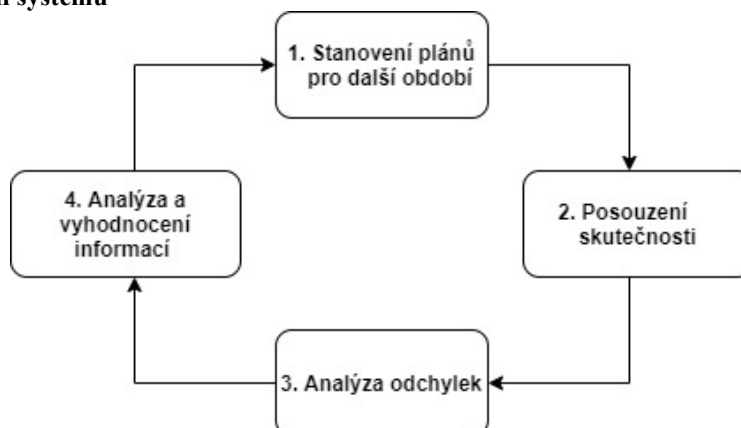 systému
1. Stanovení plánů
pro další období
2. Posouzení
skutečnosti
3. Analýza odchylek
4. Analýza a
vyhodnocení
informací